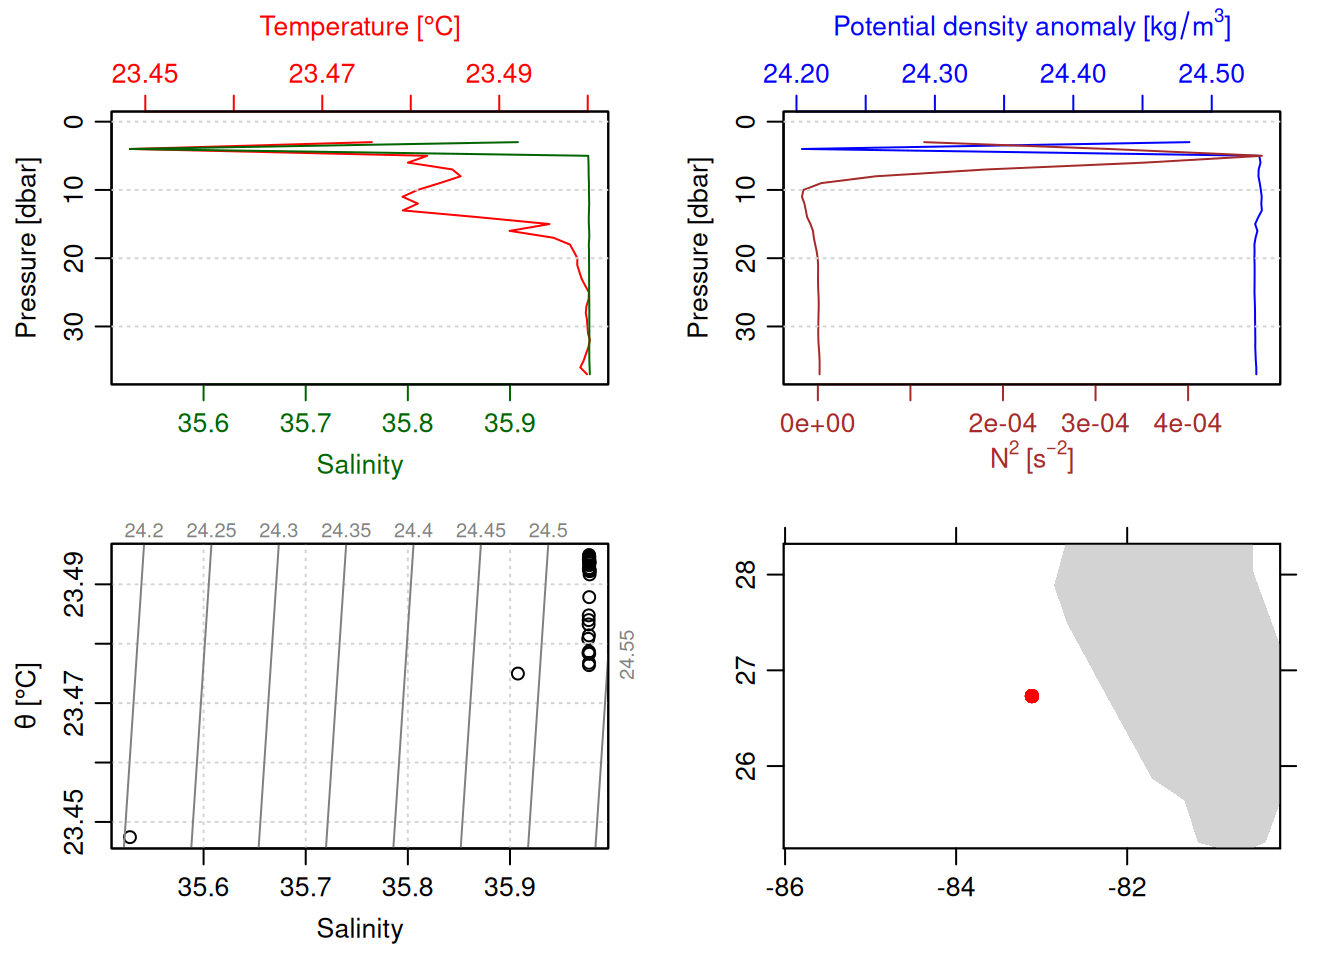 Temperature [°C]
23.45 23.47 23.49
0
10
20
30
Pressure [dbar]
35.6 35.7 35.8 35.9
Salinity
Potential density anomaly [kg/m³]
24.20 24.30 24.40 24.50
0
10
20
30
Pressure [dbar]
0e+00 2e-04 3e-04 4e-04
N² [s⁻²]
24.2 24.25 24.3 24.35 24.4 24.45 24.5
24.55
23.49
23.47
23.45
θ [°C]
35.6 35.7 35.8 35.9
Salinity
28
27
26
-86 -84 -82